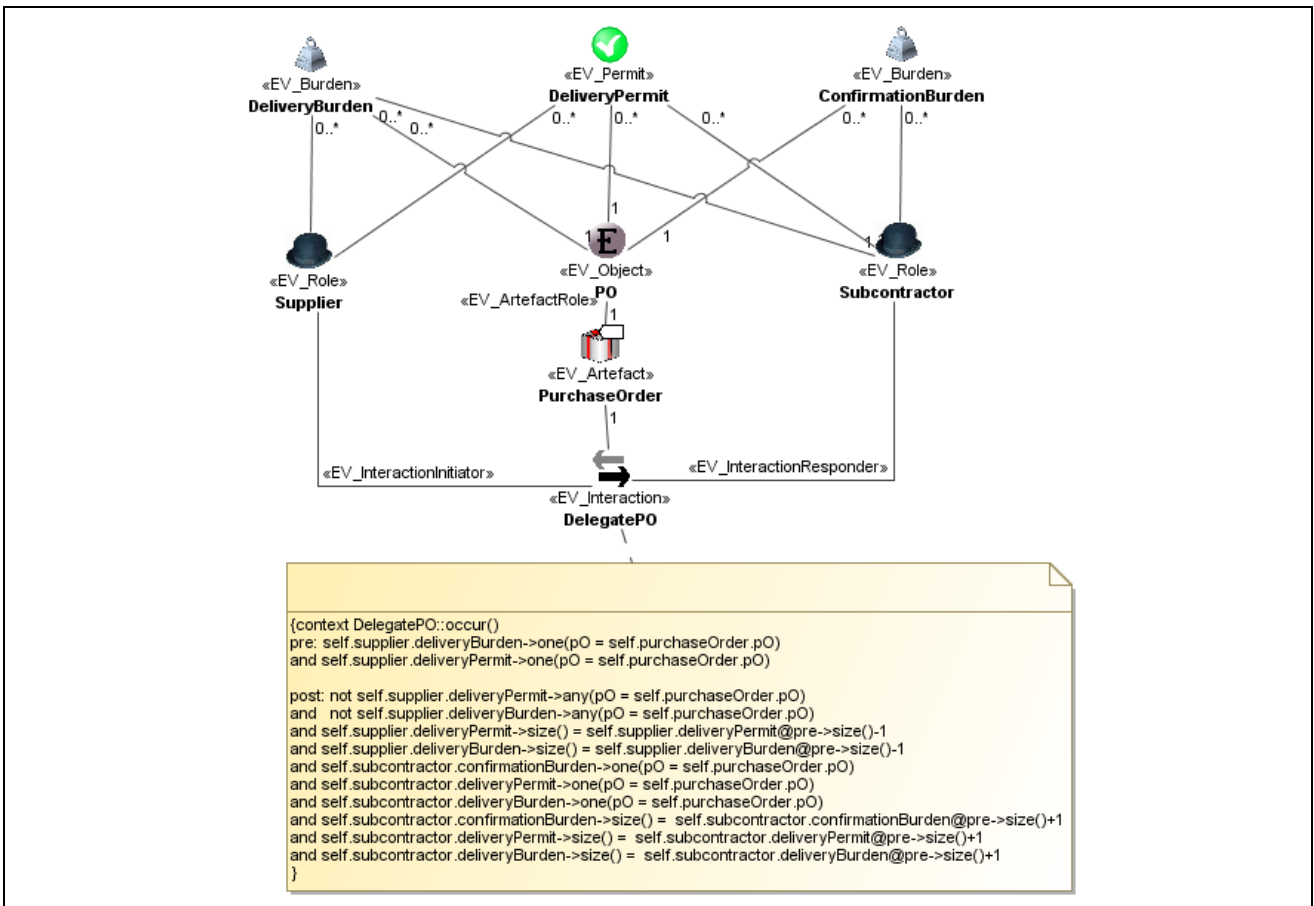 «EV_Burden»
DeliveryBurden
«EV_Permit»
DeliveryPermit
«EV_Burden»
ConfirmationBurden
0..*
0..*
0..*
0..*
0..*
0..*
0..*
0..*
1
1
1
1
E
«EV_Role»
Supplier
«EV_Object»
PO
«EV_Role»
Subcontractor
«EV_ArtefactRole»
1
«EV_Artefact»
PurchaseOrder
1
«EV_InteractionInitiator»
«EV_InteractionResponder»
«EV_Interaction»
DelegatePO
{context DelegatePO::occur()
pre: self.supplier.deliveryBurden->one(pO = self.purchaseOrder.pO)
and self.supplier.deliveryPermit->one(pO = self.purchaseOrder.pO)
post: not self.supplier.deliveryPermit->any(pO = self.purchaseOrder.pO)
and not self.supplier.deliveryBurden->any(pO = self.purchaseOrder.pO)
and self.supplier.deliveryPermit->size() = self.supplier.deliveryPermit@pre->size()-1
and self.supplier.deliveryBurden->size() = self.supplier.deliveryBurden@pre->size()-1
and self.subcontractor.confirmationBurden->one(pO = self.purchaseOrder.pO)
and self.subcontractor.deliveryPermit->one(pO = self.purchaseOrder.pO)
and self.subcontractor.deliveryBurden->one(pO = self.purchaseOrder.pO)
and self.subcontractor.confirmationBurden->size() = self.subcontractor.confirmationBurden@pre->size()+1
and self.subcontractor.deliveryPermit->size() = self.subcontractor.deliveryPermit@pre->size()+1
and self.subcontractor.deliveryBurden->size() = self.subcontractor.deliveryBurden@pre->size()+1
}